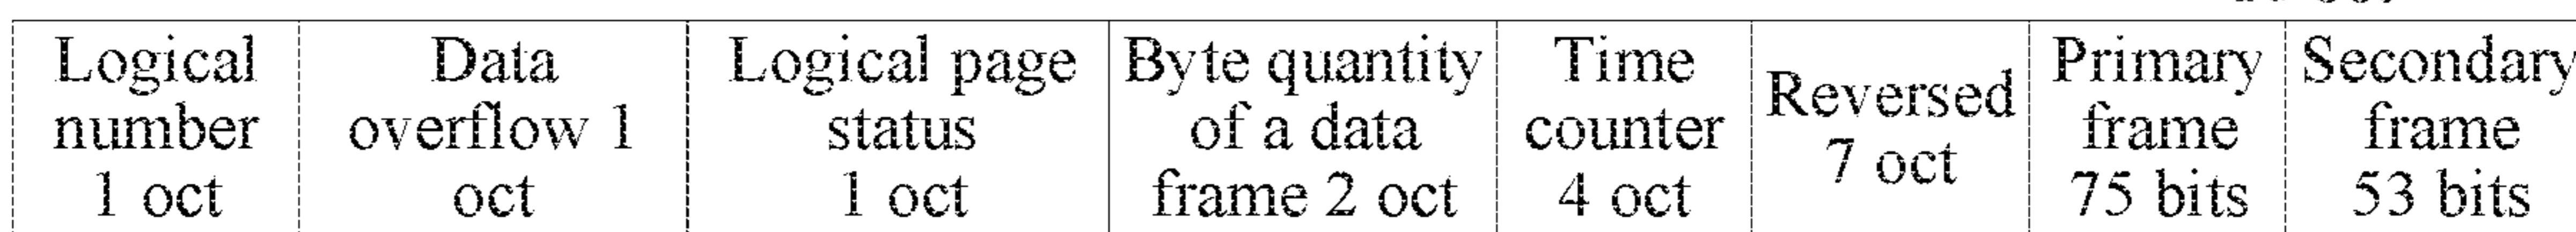 Logical
number
1 oct
Data
overflow 1
oct
Logical page
status
1 oct
Byte quantity
of a data
frame 2 oct
Time
counter
4 oct
Reversed
7 oct
Primary
frame
75 bits
Secondary
frame
53 bits